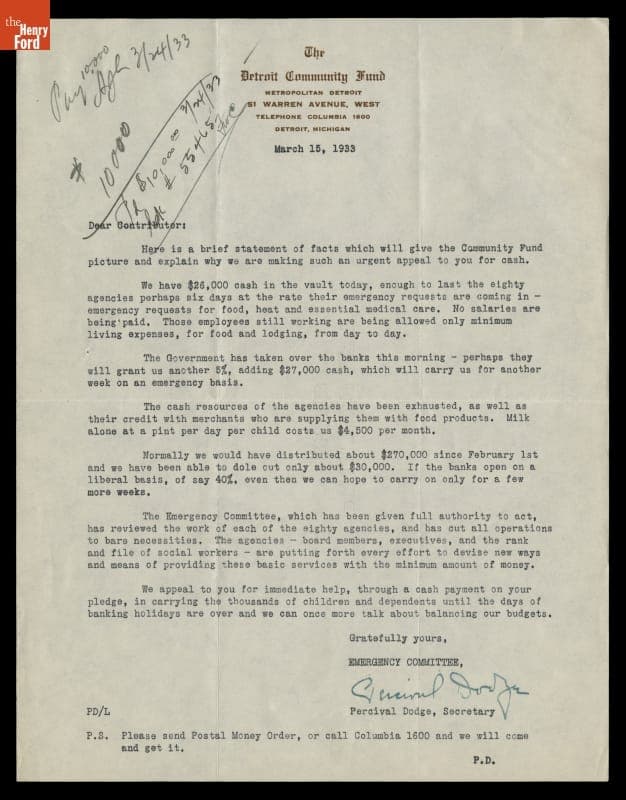 the
Henry
Ford
Pay 10,000
3/24/33
$ 10 000
Pd $10,000.00 3/24/33
The
Detroit Community Fund
METROPOLITAN DETROIT
51 WARREN AVENUE, WEST
TELEPHONE COLUMBIA 1600
DETROIT, MICHIGAN
March 15, 1933
Dear Contributor:
Here is a brief statement of facts which will give the Community Fund
picture and explain why we are making such an urgent appeal to you for cash.
We have $26,000 cash in the vault today, enough to last the eighty
agencies perhaps six days at the rate their emergency requests are coming in -
emergency requests for food, heat and essential medical care. No salaries are
being paid. Those employees still working are being allowed only minimum
living expenses, for food and lodging, from day to day.
The Government has taken over the banks this morning - perhaps they
will grant us another 5%, adding $27,000 cash, which will carry us for another
week on an emergency basis.
The cash resources of the agencies have been exhausted, as well as
their credit with merchants who are supplying them with food products. Milk
alone at a pint per day per child costs us $4,500 per month.
Normally we would have distributed about $270,000 since February 1st
and we have been able to dole out only about $30,000. If the banks open on a
liberal basis, of say 40%, even then we can hope to carry on only for a few
more weeks.
The Emergency Committee, which has been given full authority to act,
has reviewed the work of each of the eighty agencies, and has cut all operations
to bare necessities. The agencies - board members, executives, and the rank
and file of social workers - are putting forth every effort to devise new ways
and means of providing these basic services with the minimum amount of money.
We appeal to you for immediate help, through a cash payment on your
pledge, in carrying the thousands of children and dependents until the days of
banking holidays are over and we can once more talk about balancing our budgets.
Gratefully yours,
EMERGENCY COMMITTEE,
Percival Dodge
Percival Dodge, Secretary
PD/L
P.S. Please send Postal Money Order, or call Columbia 1600 and we will come
and get it.
P.D.